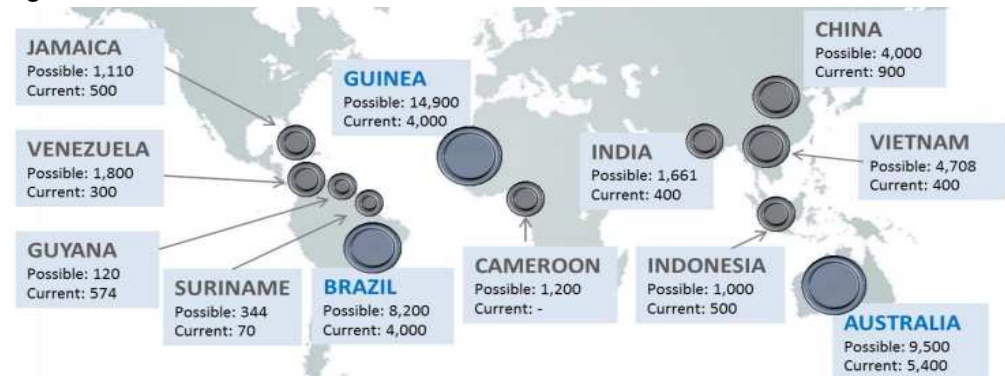 JAMAICA
Possible: 1,110
Current: 500
VENEZUELA
Possible: 1,800
Current: 300
GUYANA
Possible: 120
Current: 574
SURINAME
Possible: 344
Current: 70
GUINEA
Possible: 14,900
Current: 4,000
BRAZIL
Possible: 8,200
Current: 4,000
CAMEROON
Possible: 1,200
Current: -
INDIA
Possible: 1,661
Current: 400
INDONESIA
Possible: 1,000
Current: 500
CHINA
Possible: 4,000
Current: 900
VIETNAM
Possible: 4,708
Current: 400
AUSTRALIA
Possible: 9,500
Current: 5,400